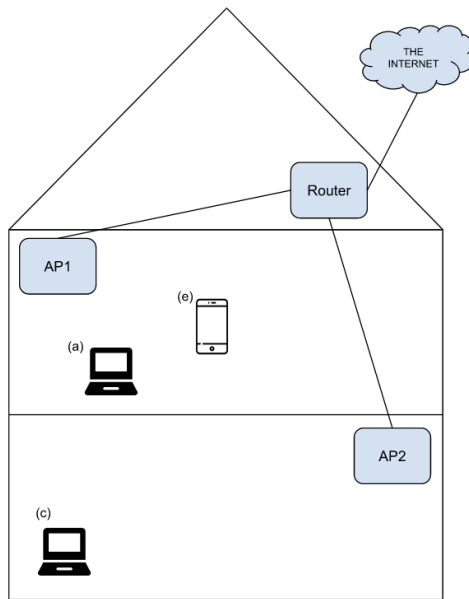 THE
INTERNET
Router
AP1
(e)
(a)
AP2
(c)